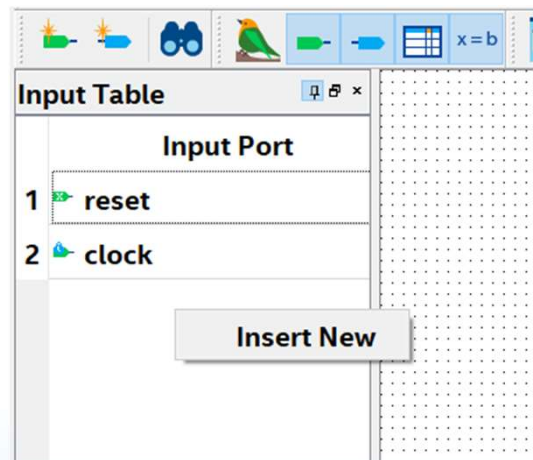 x=b
Input Table
Input Port
1 reset
2 clock
Insert New